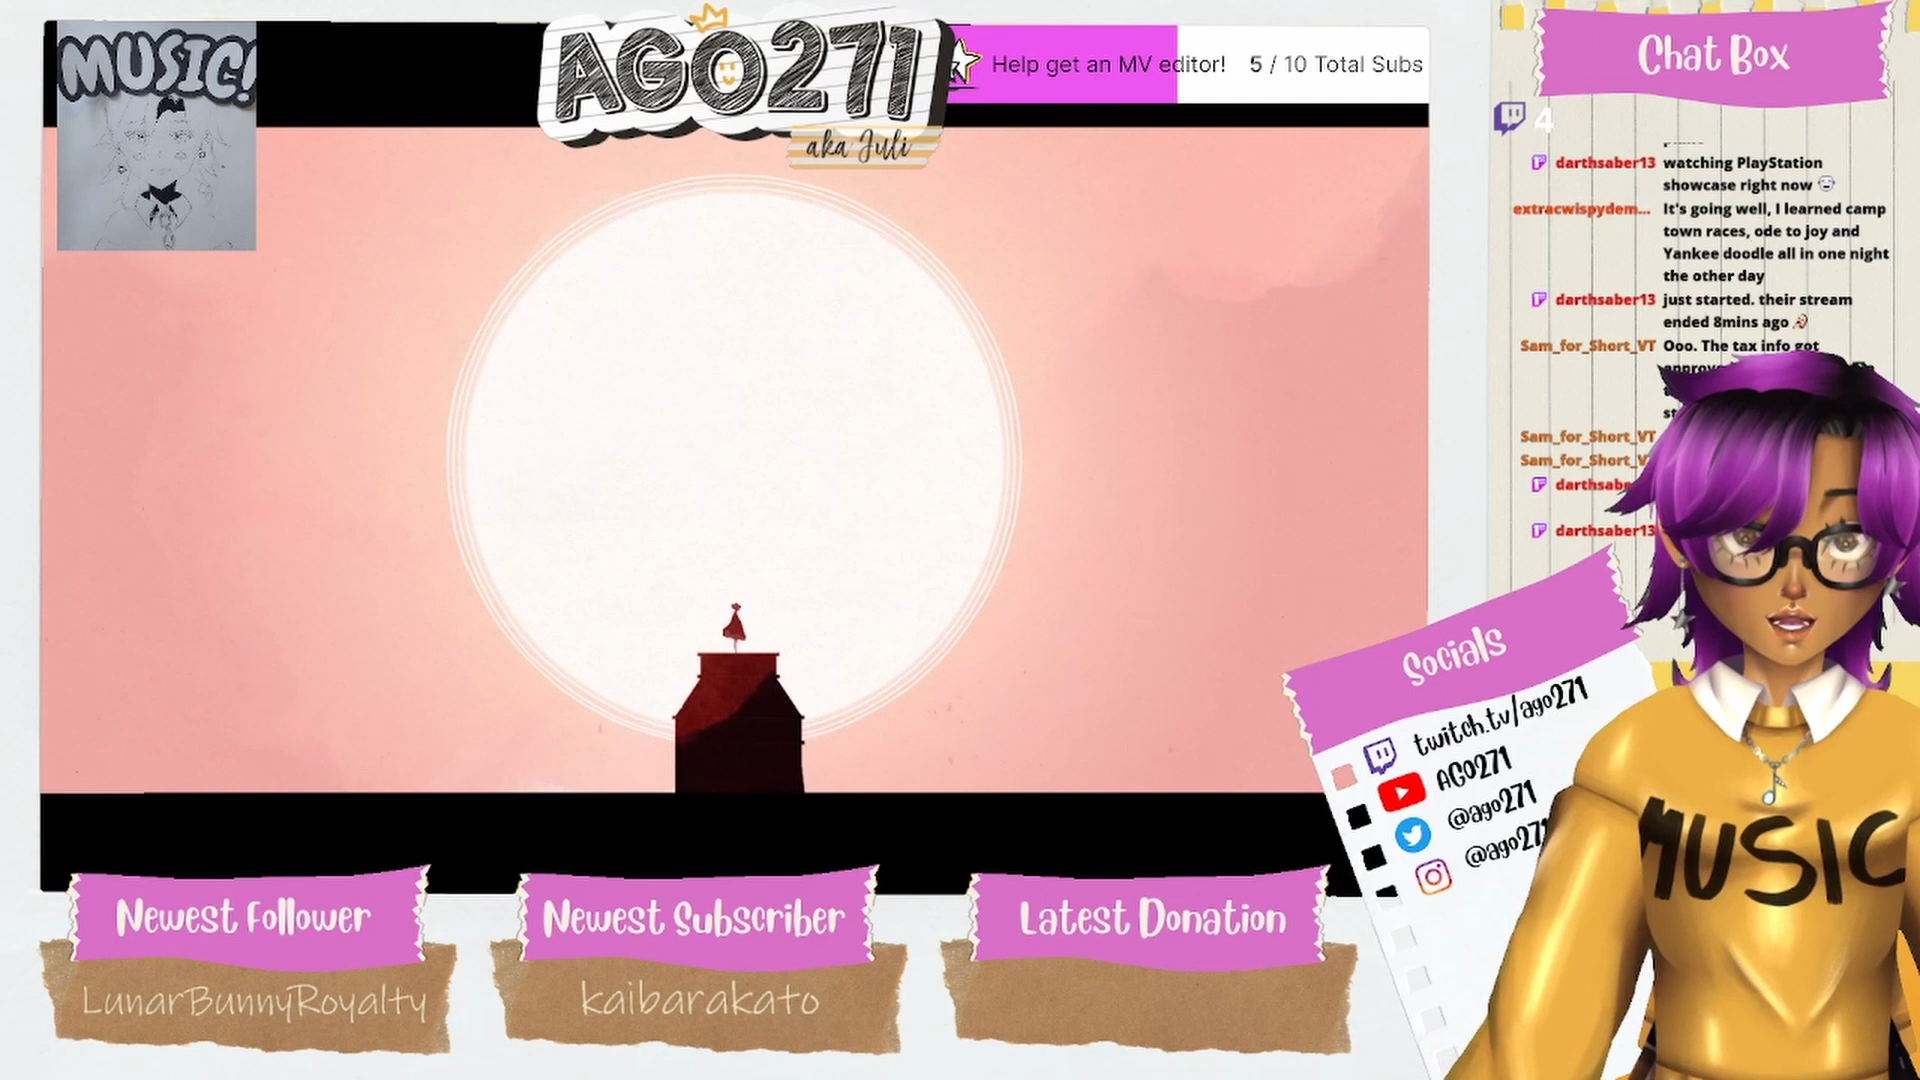 MUSIC!
AGO271
aka Juli
Help get an MV editor! 5 / 10 Total Subs
Chat Box
4
darthsaber13 watching PlayStation
showcase right now
extracwispydem... It's going well, I learned camp
town races, ode to joy and
Yankee doodle all in one night
the other day
darthsaber13 just started. their stream
ended 8mins ago
Sam_for_Short_VT Ooo. The tax info got
Sam_for_Short_VT
darthsaber13
Socials
twitch.tv/ago271
AGO271
@ago271
@ago271
MUSIC
Newest Follower
Newest Subscriber
Latest Donation
LunarBunnyRoyalty
kaibarakato